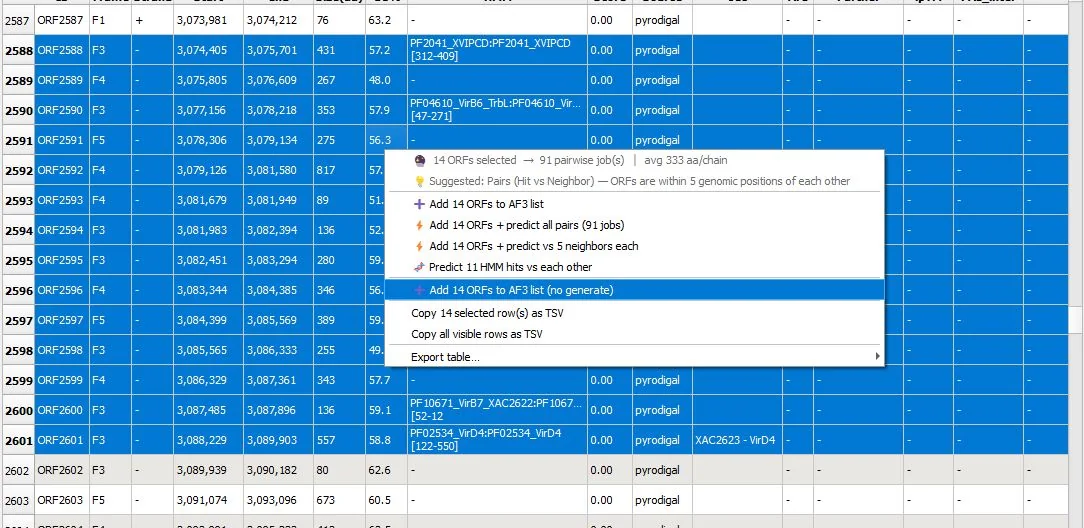 2587 ORF2587 F1 + 3,073,981 3,074,212 76 63.2 - 0.00 pyrodigal - - - - -
2588 ORF2588 F3 - 3,074,405 3,075,701 431 57.2 PF2041_XVIPCD:PF2041_XVIPCD 0.00 pyrodigal - - - - -
[312-409]
2589 ORF2589 F4 - 3,075,805 3,076,609 267 48.0 - 0.00 pyrodigal - - - - -
2590 ORF2590 F3 - 3,077,156 3,078,218 353 57.9 PF04610_VirB6_TrbL:PF04610_Vir... 0.00 pyrodigal - - - - -
[47-271]
2591 ORF2591 F5 - 3,078,306 3,079,134 275 56.3 - 0.00 pyrodigal - - - - -
2592 ORF2592 F4 - 3,079,126 3,081,580 817 57.
2593 ORF2593 F4 - 3,081,679 3,081,949 89 51.
2594 ORF2594 F3 - 3,081,983 3,082,394 136 52.
2595 ORF2595 F3 - 3,082,451 3,083,294 280 59.
2596 ORF2596 F4 - 3,083,344 3,084,385 346 56.
2597 ORF2597 F5 - 3,084,399 3,085,569 389 59.
2598 ORF2598 F3 - 3,085,565 3,086,333 255 49.
14 ORFs selected → 91 pairwise job(s) | avg 333 aa/chain
Suggested: Pairs (Hit vs Neighbor) — ORFs are within 5 genomic positions of each other
Add 14 ORFs to AF3 list
Add 14 ORFs + predict all pairs (91 jobs)
Add 14 ORFs + predict vs 5 neighbors each
Predict 11 HMM hits vs each other
Add 14 ORFs to AF3 list (no generate)
Copy 14 selected row(s) as TSV
Copy all visible rows as TSV
Export table...
2599 ORF2599 F4 - 3,086,329 3,087,361 343 57.7 - 0.00 pyrodigal - - - - -
2600 ORF2600 F3 - 3,087,485 3,087,896 136 59.1 PF10671_VirB7_XAC2622:PF1067... 0.00 pyrodigal - - - - -
[52-12
2601 ORF2601 F3 - 3,088,229 3,089,903 557 58.8 PF02534_VirD4:PF02534_VirD4 0.00 pyrodigal XAC2623 - VirD4 - - - - -
[122-550]
2602 ORF2602 F3 - 3,089,939 3,090,182 80 62.6 - 0.00 pyrodigal - - - - -
2603 ORF2603 F5 - 3,091,074 3,093,096 673 60.5 - 0.00 pyrodigal - - - - -